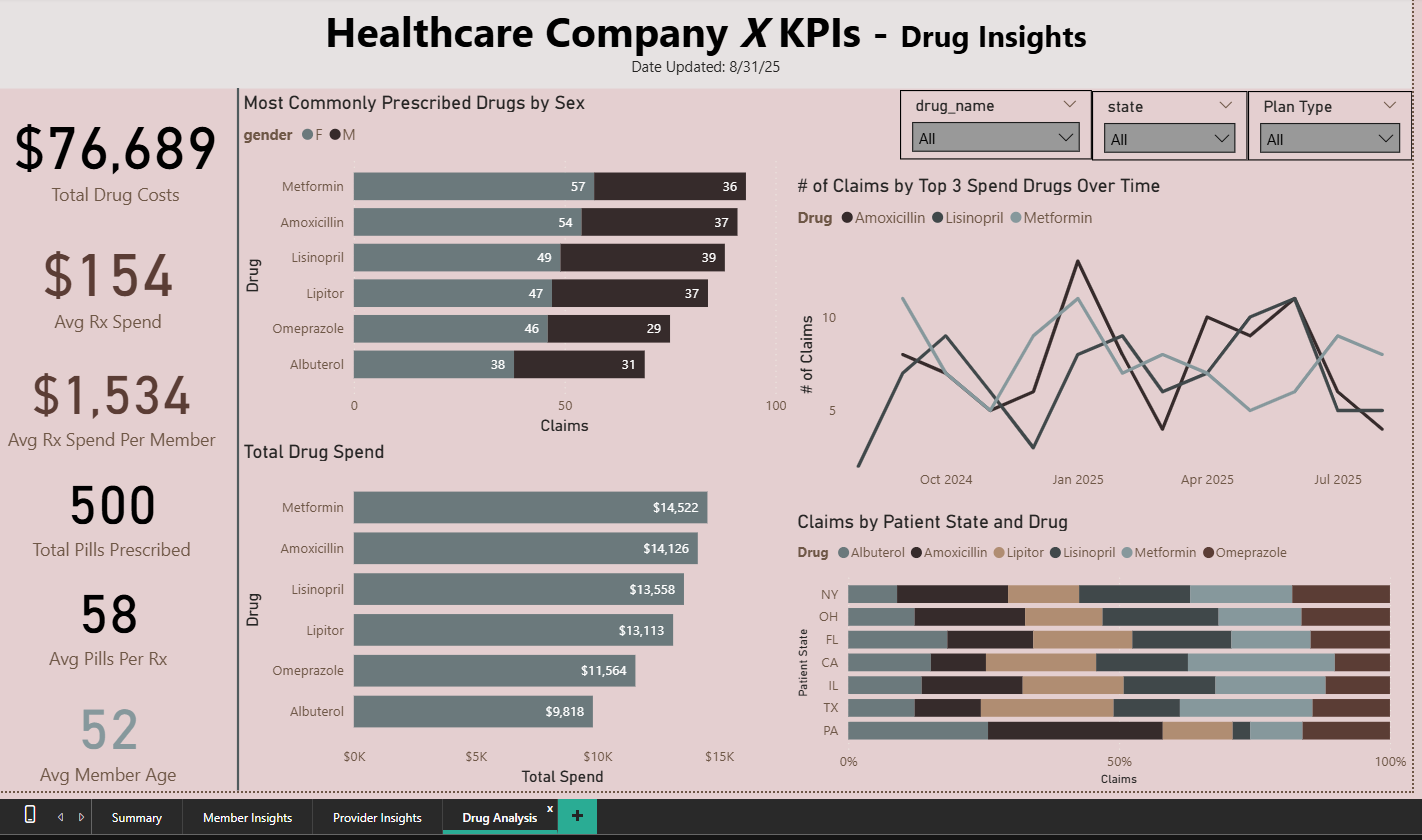 Healthcare Company X KPIs - Drug Insights
Date Updated: 8/31/25
$76,689
Total Drug Costs
$154
Avg Rx Spend
$1,534
Avg Rx Spend Per Member
500
Total Pills Prescribed
58
Avg Pills Per Rx
52
Avg Member Age
Most Commonly Prescribed Drugs by Sex
gender F M
Drug
Metformin 57 36
Amoxicillin 54 37
Lisinopril 49 39
Lipitor 47 37
Omeprazole 46 29
Albuterol 38 31
0 50 100
Claims
Total Drug Spend
Drug
Metformin $14,522
Amoxicillin $14,126
Lisinopril $13,558
Lipitor $13,113
Omeprazole $11,564
Albuterol $9,818
$0K $5K $10K $15K
Total Spend
drug_name
All
state
All
Plan Type
All
# of Claims by Top 3 Spend Drugs Over Time
Drug Amoxicillin Lisinopril Metformin
# of Claims
10
5
Oct 2024 Jan 2025 Apr 2025 Jul 2025
Claims by Patient State and Drug
Drug Albuterol Amoxicillin Lipitor Lisinopril Metformin Omeprazole
Patient State
NY
OH
FL
CA
IL
TX
PA
0% 50% 100%
Claims
Summary Member Insights Provider Insights Drug Analysis x +